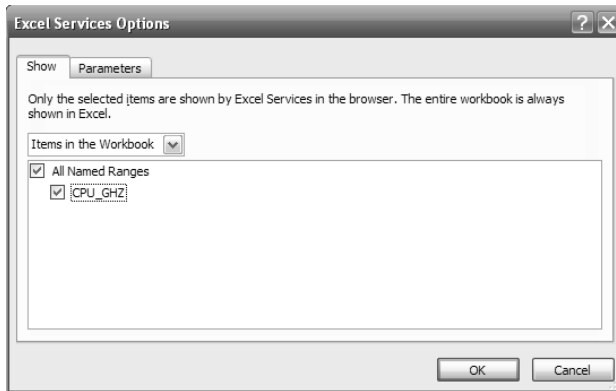 Excel Services Options
Show
Parameters
Only the selected items are shown by Excel Services in the browser. The entire workbook is always
shown in Excel.
Items in the Workbook
All Named Ranges
CPU_GHZ
OK
Cancel